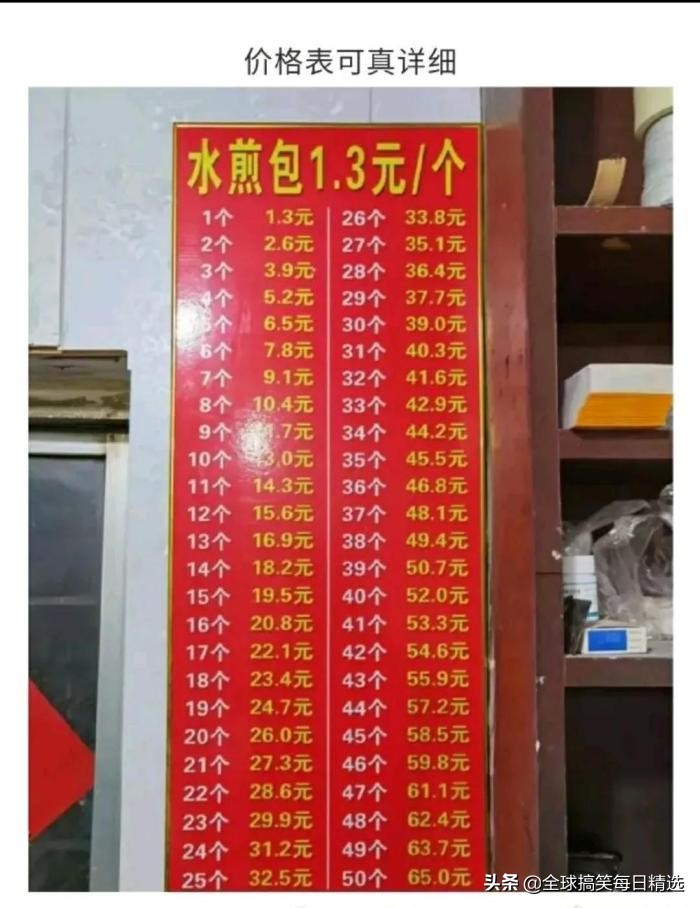 价格表可真详细
水煎包1.3元/个
1个 1.3元
2个 2.6元
3个 3.9元
4个 5.2元
5个 6.5元
6个 7.8元
7个 9.1元
8个 10.4元
9个 .7元
10个 3.0元
11个 14.3元
12个 15.6元
13个 16.9元
14个 18.2元
15个 19.5元
16个 20.8元
17个 22.1元
18个 23.4元
19个 24.7元
20个 26.0元
21个 27.3元
22个 28.6元
23个 29.9元
24个 31.2元
25个 32.5元
26个 33.8元
27个 35.1元
28个 36.4元
29个 37.7元
30个 39.0元
31个 40.3元
32个 41.6元
33个 42.9元
34个 44.2元
35个 45.5元
36个 46.8元
37个 48.1元
38个 49.4元
39个 50.7元
40个 52.0元
41个 53.3元
42个 54.6元
43个 55.9元
44个 57.2元
45个 58.5元
46个 59.8元
47个 61.1元
48个 62.4元
49个 63.7元
50个 65.0元
头条 @全球搞笑每日精选